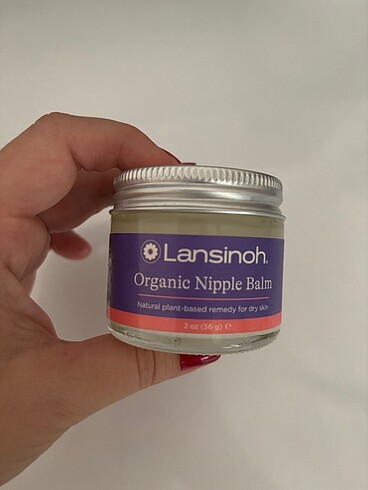 Lansinoh®
Organic Nipple Balm
Natural plant-based remedy for dry skin
2 oz (56 g) ℮